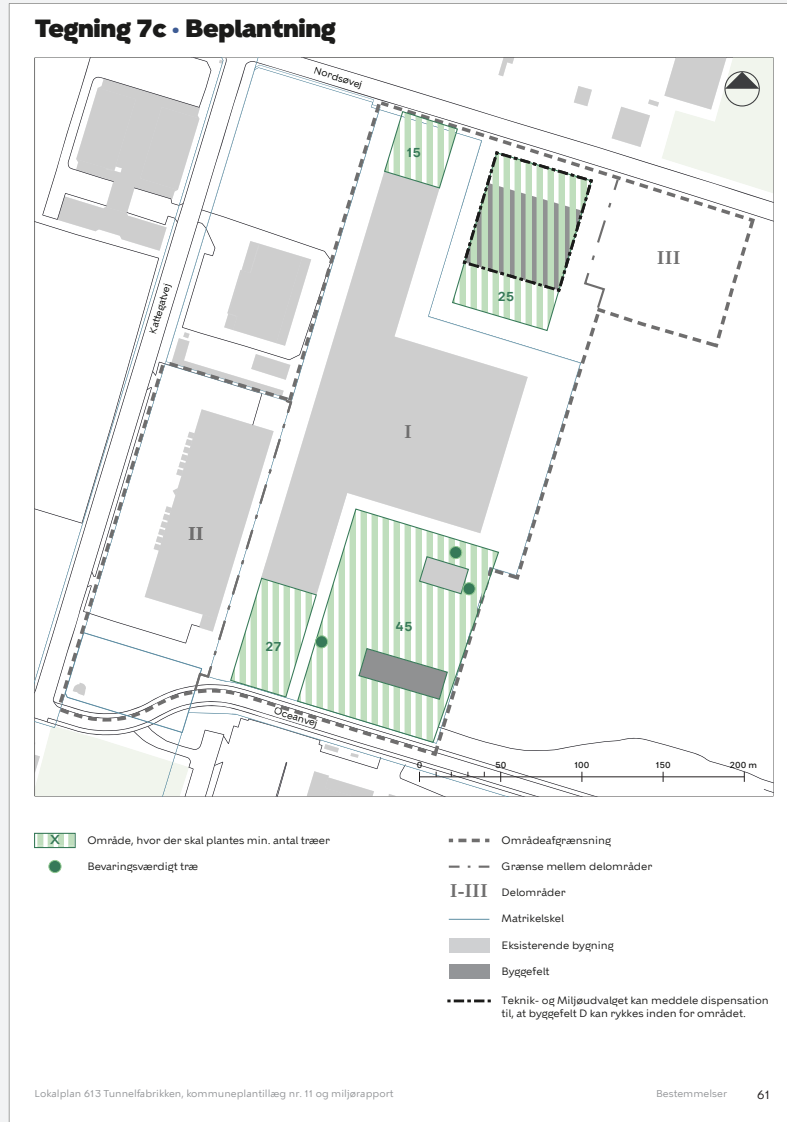 Tegning 7c • Beplantning
Nordsøvej
15
III
25
Kattegatvej
I
II
45
27
Oceanvej
0 50 100 150 200 m
X Område, hvor der skal plantes min. antal træer
Bevaringsværdigt træ
Områdeafgrænsning
Grænse mellem delområder
I-III Delområder
Matrikelskel
Eksisterende bygning
Byggefelt
Teknik- og Miljøudvalget kan meddele dispensation
til, at byggefelt D kan rykkes inden for området.
Lokalplan 613 Tunnelfabrikken, kommuneplantillæg nr. 11 og miljørapport
Bestemmelser 61